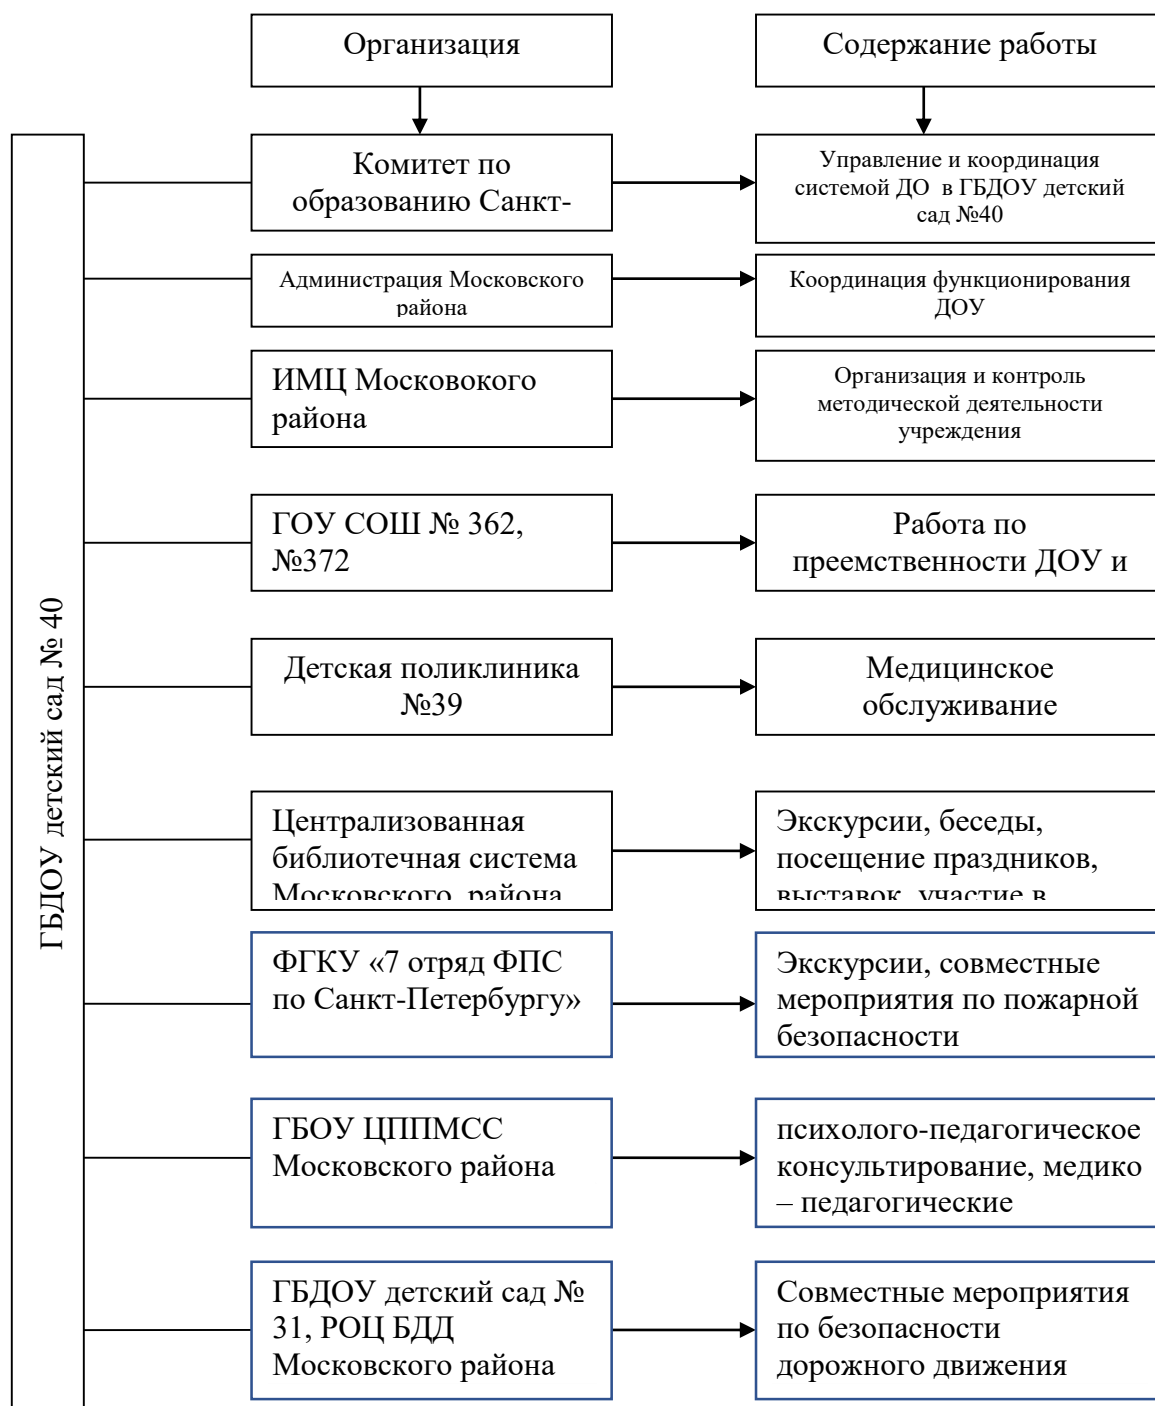 Организация
Содержание работы
ГБДОУ детский сад № 40
Комитет по
образованию Санкт-
Управление и координация
системой ДО в ГБДОУ детский
сад №40
Администрация Московского
района
Координация функционирования
ДОУ
ИМЦ Московокого
района
Организация и контроль
методической деятельности
учреждения
ГОУ СОШ № 362,
№372
Работа по
преемственности ДОУ и
Детская поликлиника
№39
Медицинское
обслуживание
Централизованная
библиотечная система
Московского района
Экскурсии, беседы,
посещение праздников,
выставок, участие в
ФГКУ «7 отряд ФПС
по Санкт-Петербургу»
Экскурсии, совместные
мероприятия по пожарной
безопасности
ГБОУ ЦППМСС
Московского района
психолого-педагогическое
консультирование, медико
– педагогические
ГБДОУ детский сад №
31, РОЦ БДД
Московского района
Совместные мероприятия
по безопасности
дорожного движения